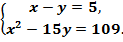 x − y = 5,
x² − 15y = 109.